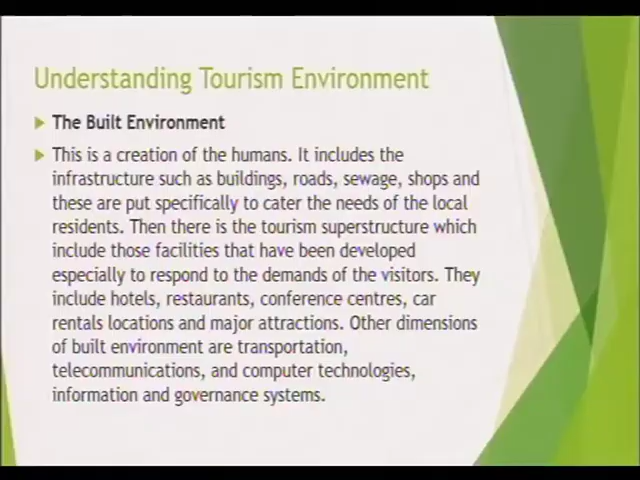 Understanding Tourism Environment
The Built Environment
This is a creation of the humans. It includes the
infrastructure such as buildings, roads, sewage, shops and
these are put specifically to cater the needs of the local
residents. Then there is the tourism superstructure which
include those facilities that have been developed
especially to respond to the demands of the visitors. They
include hotels, restaurants, conference centres, car
rentals locations and major attractions. Other dimensions
of built environment are transportation,
telecommunications, and computer technologies,
information and governance systems.